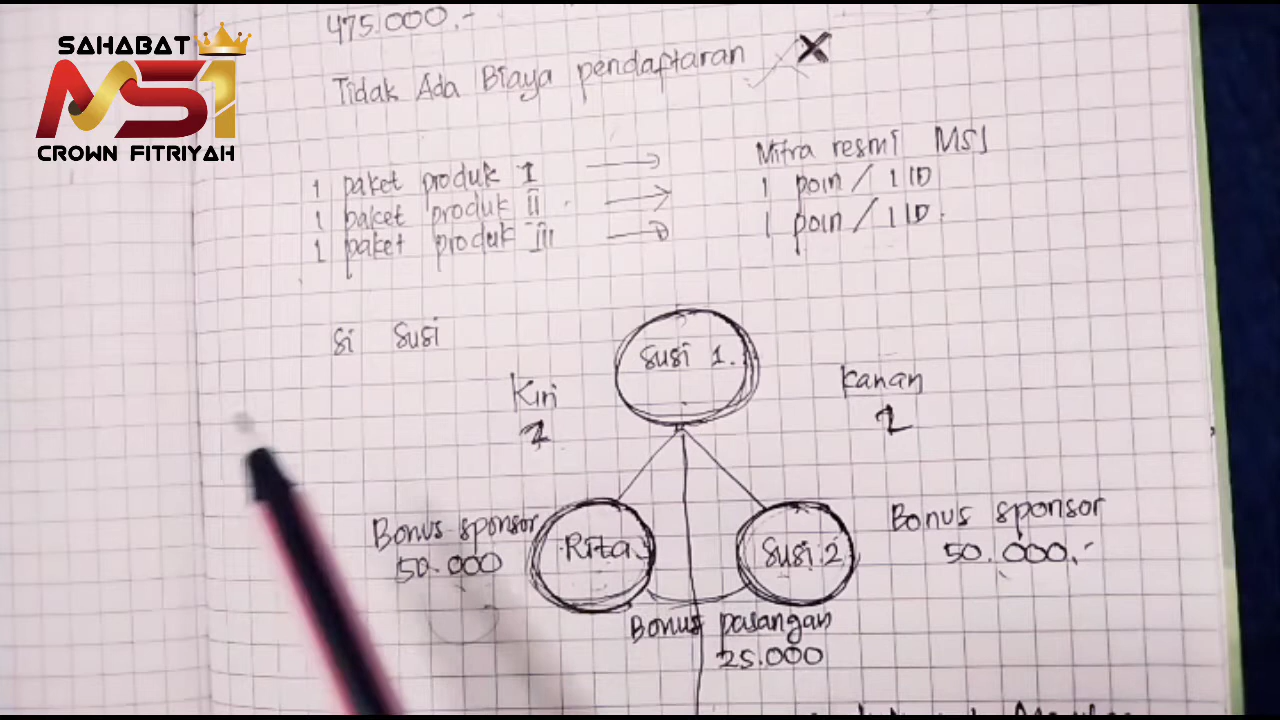 SAHABAT
MS1
CROWN FITRIYAH
475.000,-
Tidak Ada Biaya pendaftaran X
1 paket produk I → Mitra resmi MSI
1 paket produk II → 1 poin / 1 ID
1 paket produk III → 1 poin / 1 ID.
Si Susi
Susi 1.
Kiri
1
Kanan
1
Bonus sponsor
50.000
Rita
Susi 2
Bonus sponsor
50.000,-
Bonus pasangan
25.000